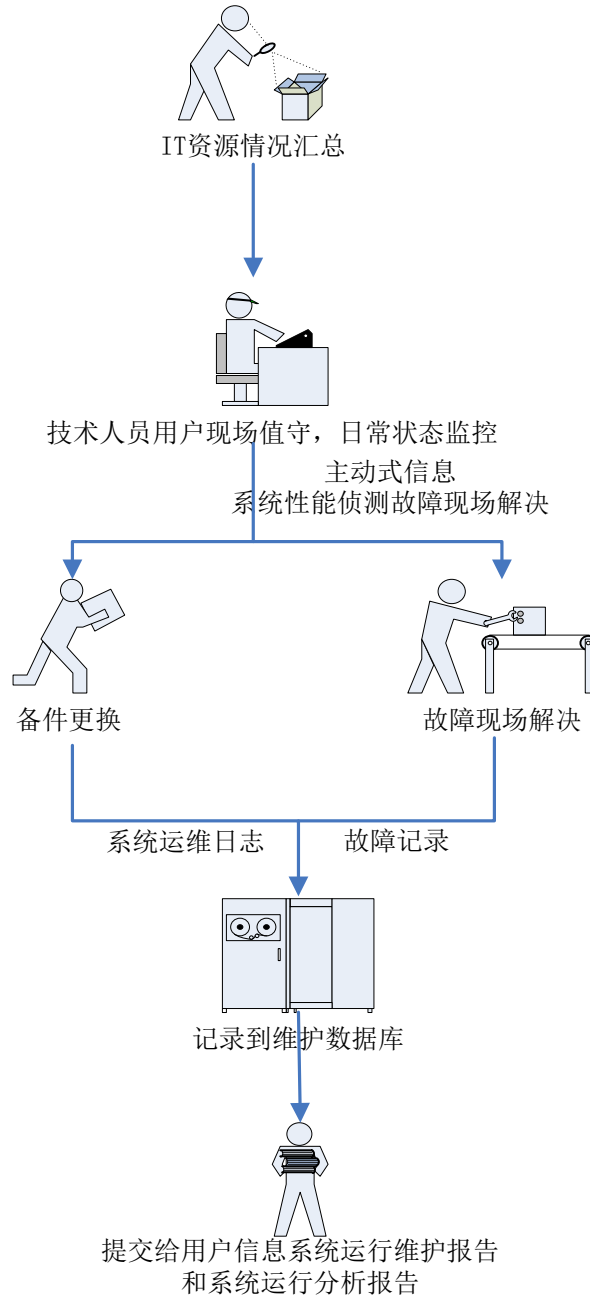 IT资源情况汇总
技术人员用户现场值守，日常状态监控
主动式信息
系统性能侦测故障现场解决
备件更换
故障现场解决
系统运维日志
故障记录
记录到维护数据库
提交给用户信息系统运行维护报告
和系统运行分析报告